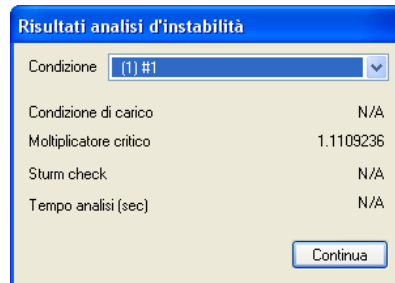 Risultati analisi d'instabilità
Condizione (1) #1
Condizione di carico N/A
Moltiplicatore critico 1.1109236
Sturm check N/A
Tempo analisi (sec) N/A
Continua